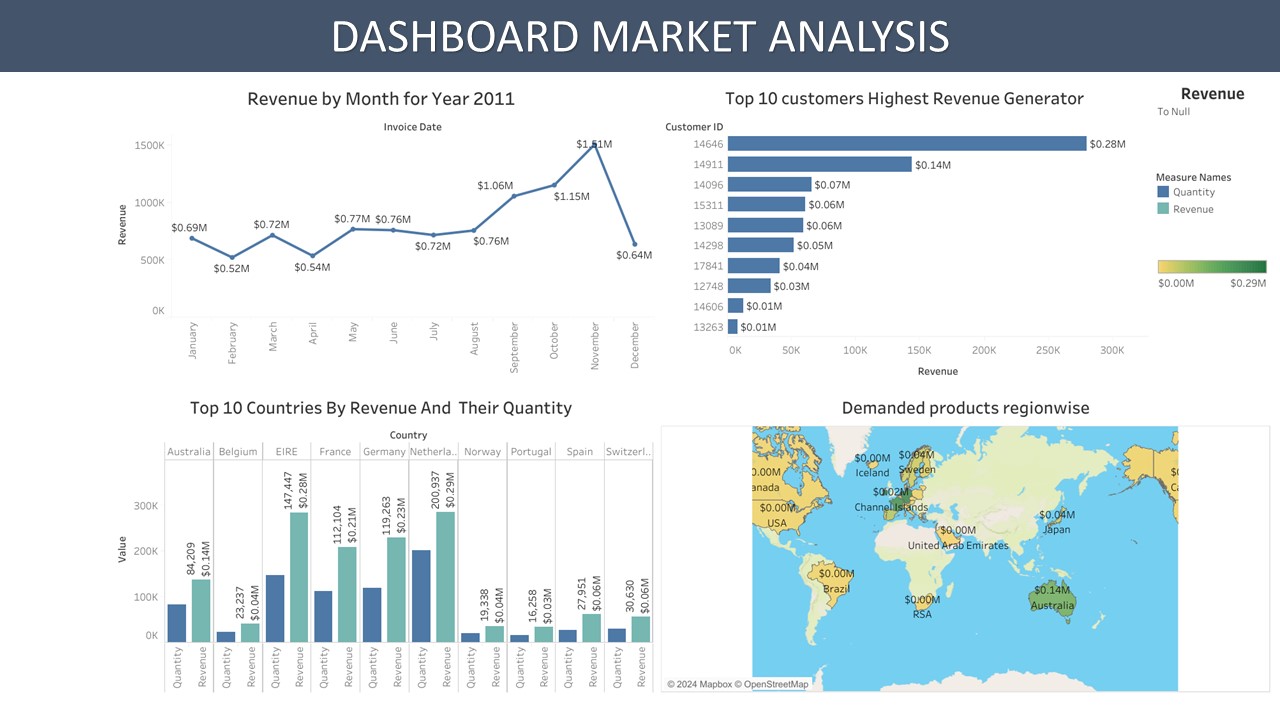 DASHBOARD MARKET ANALYSIS
Revenue by Month for Year 2011
Invoice Date
Revenue
1500K
1000K
500K
0K
$0.69M
$0.52M
$0.72M
$0.54M
$0.77M
$0.76M
$0.72M
$0.76M
$1.06M
$1.15M
$1.51M
$0.64M
January
February
March
April
May
June
July
August
September
October
November
December
Top 10 customers Highest Revenue Generator
Customer ID
14646 $0.28M
14911 $0.14M
14096 $0.07M
15311 $0.06M
13089 $0.06M
14298 $0.05M
17841 $0.04M
12748 $0.03M
14606 $0.01M
13263 $0.01M
0K 50K 100K 150K 200K 250K 300K
Revenue
Revenue
To Null
Measure Names
Quantity
Revenue
$0.00M $0.29M
Top 10 Countries By Revenue And Their Quantity
Country
Australia Belgium EIRE France Germany Netherla.. Norway Portugal Spain Switzerl..
Value
300K
200K
100K
0K
84,209
$0.14M
23,237
$0.04M
147,447
$0.28M
112,104
$0.21M
119,263
$0.23M
200,937
$0.29M
19,338
$0.04M
16,258
$0.03M
27,951
$0.06M
30,630
$0.06M
Quantity Revenue Quantity Revenue Quantity Revenue Quantity Revenue Quantity Revenue Quantity Revenue Quantity Revenue Quantity Revenue Quantity Revenue Quantity Revenue
Demanded products regionwise
0.00M
anada
$0.00M
USA
$0.00M
Iceland
$0.04M
Sweden
$0.02M
Channel Islands
$0.00M
United Arab Emirates
$0.04M
Japan
$0.00M
Brazil
$0.00M
RSA
$0.14M
Australia
$0
Ca
© 2024 Mapbox © OpenStreetMap